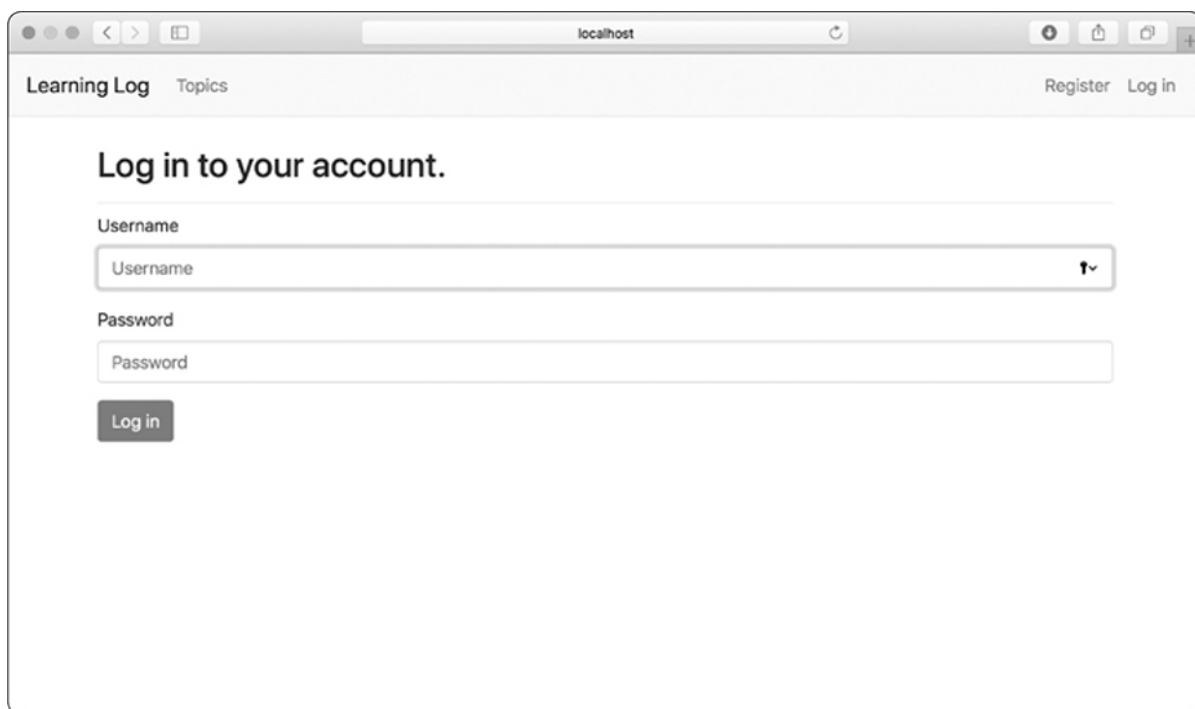 localhost
Learning Log Topics Register Log in
Log in to your account.
Username
Username
Password
Password
Log in